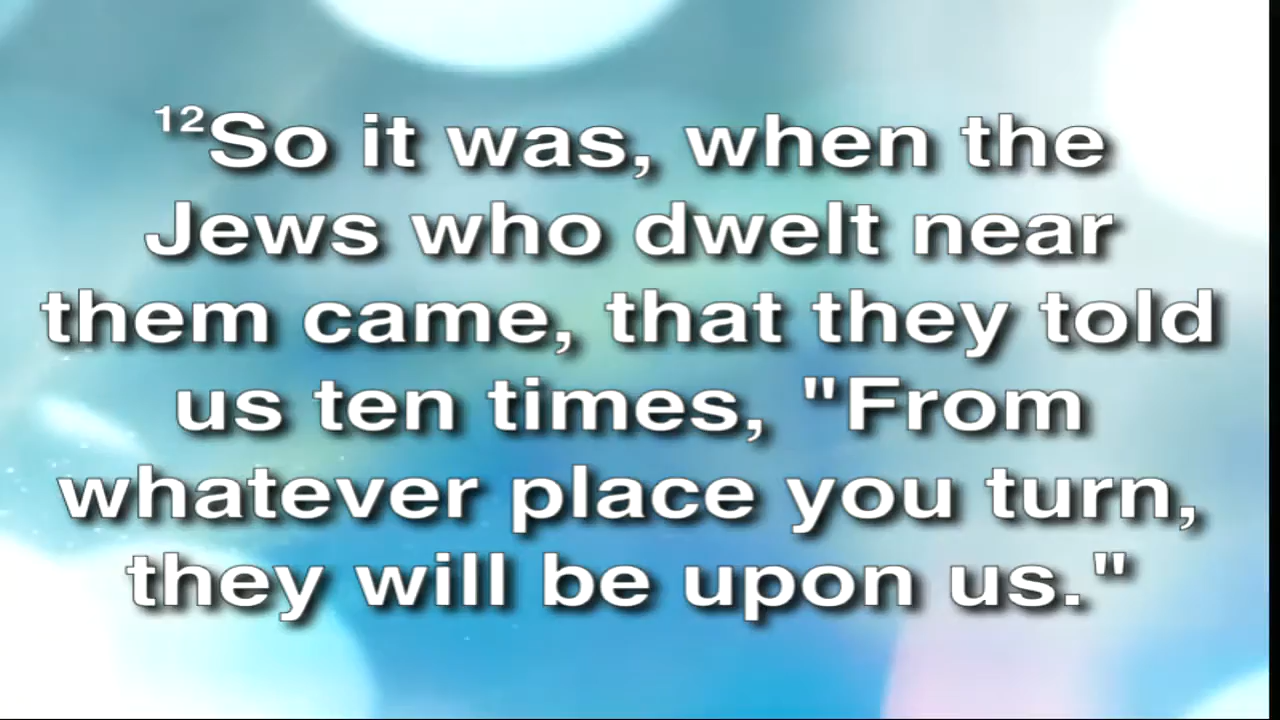 ¹²So it was, when the
Jews who dwelt near
them came, that they told
us ten times, "From
whatever place you turn,
they will be upon us."